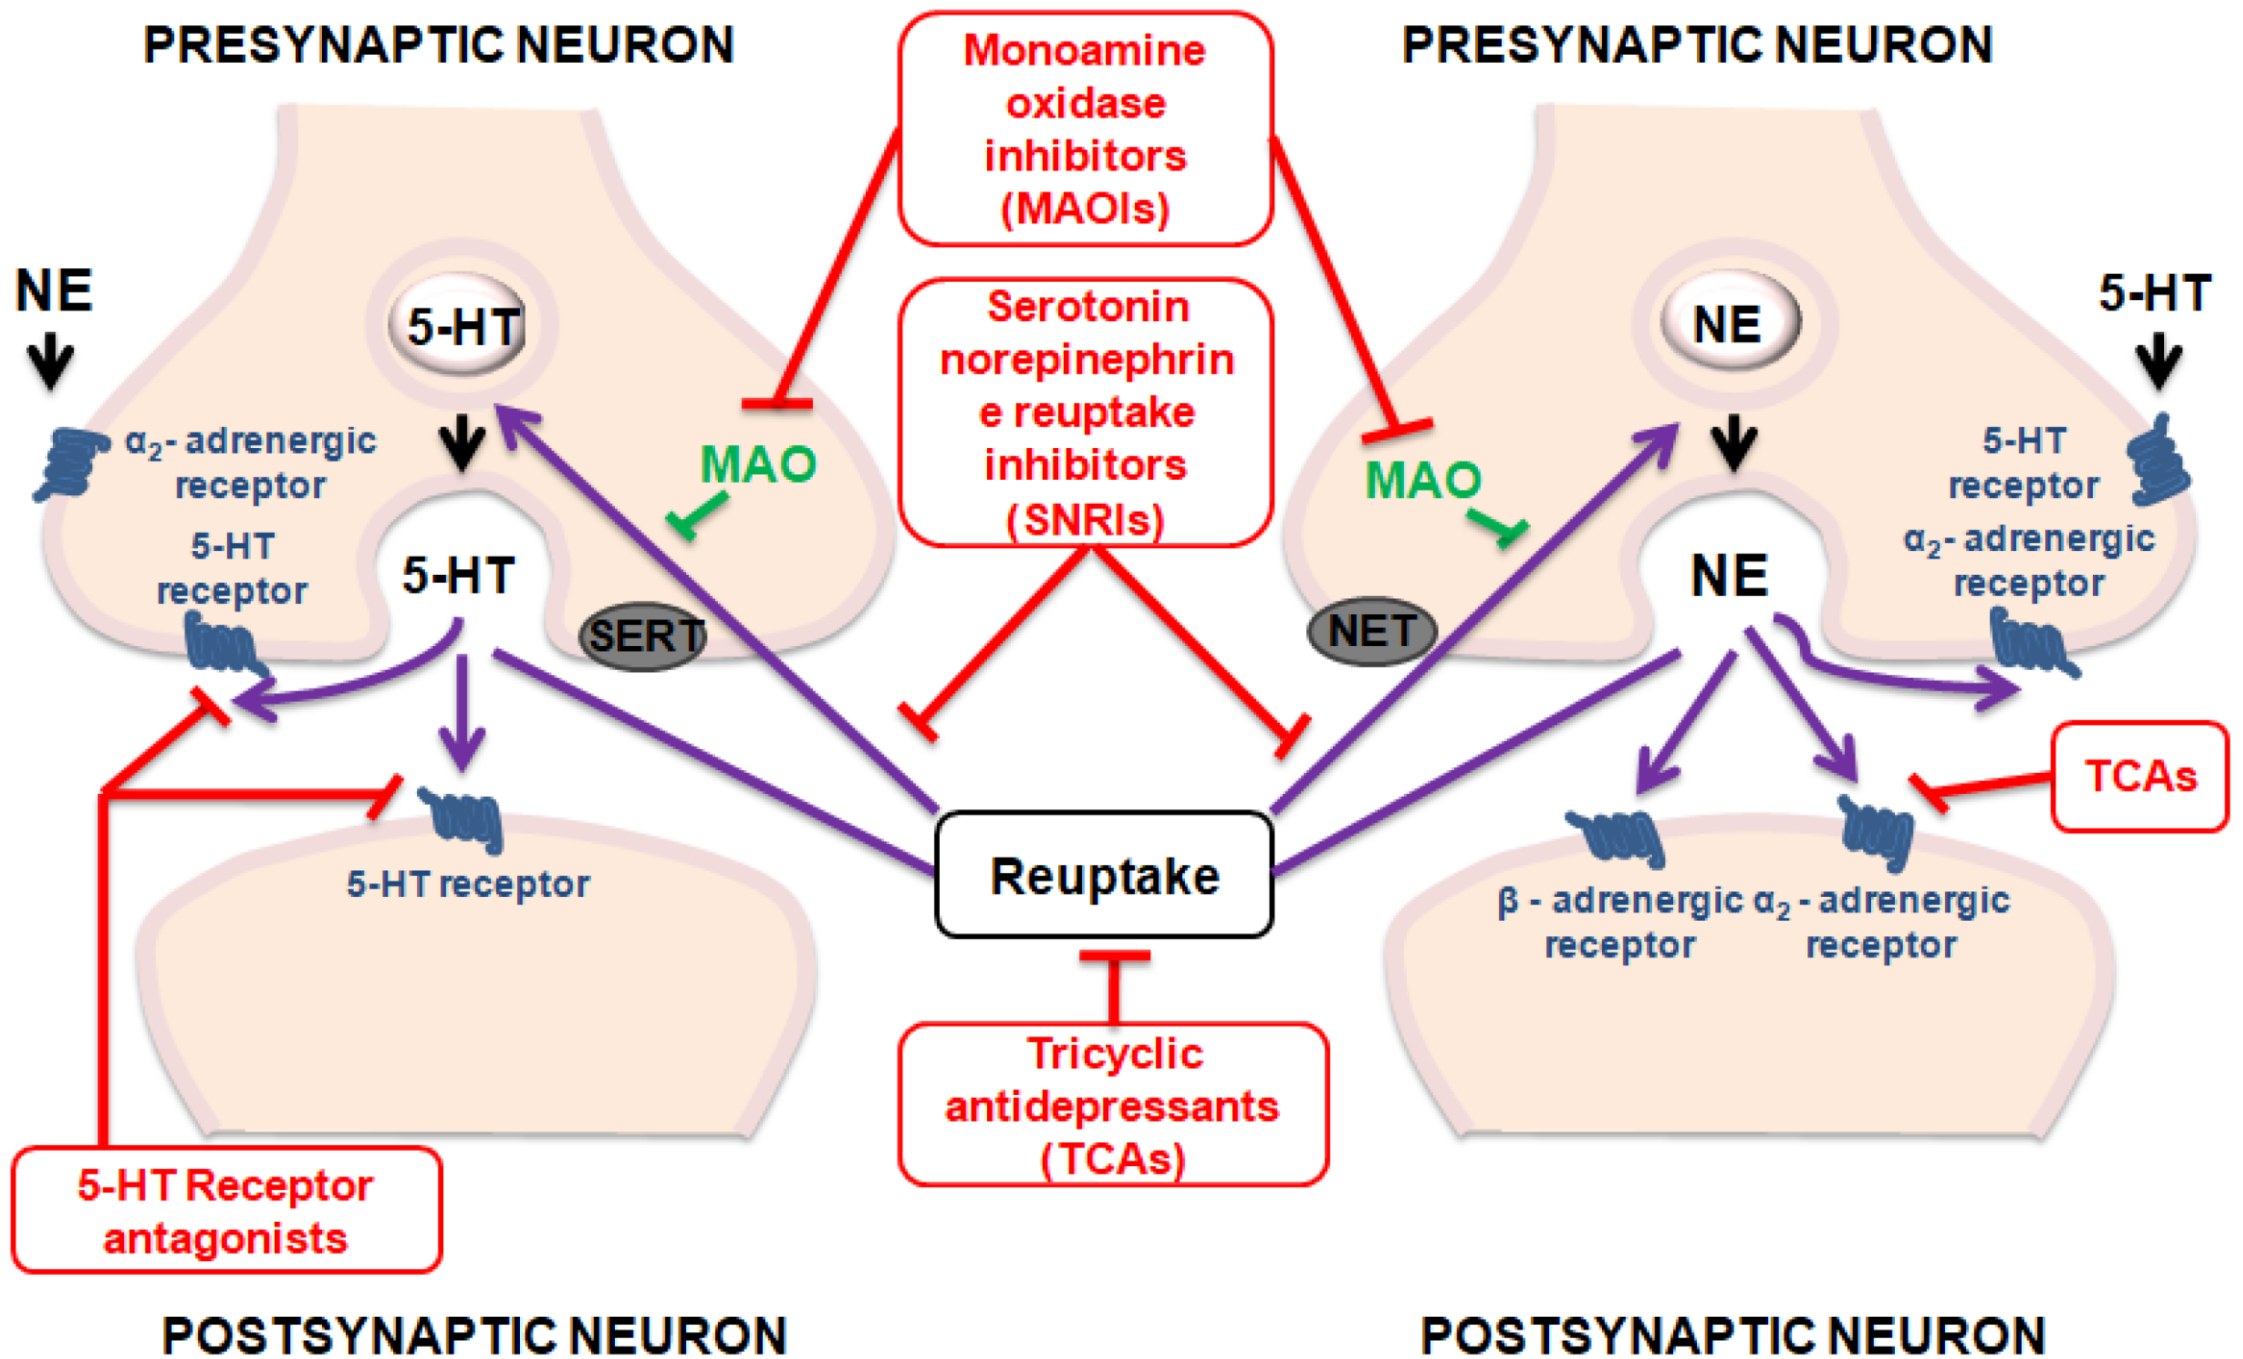 PRESYNAPTIC NEURON
PRESYNAPTIC NEURON
Monoamine
oxidase
inhibitors
(MAOIs)
NE
5-HT
α2- adrenergic
receptor
5-HT
receptor
5-HT
MAO
SERT
Serotonin
norepinephrin
e reuptake
inhibitors
(SNRIs)
NE
5-HT
MAO
5-HT
receptor
α2- adrenergic
receptor
NE
NET
TCAs
5-HT receptor
Reuptake
β - adrenergic
receptor
α2 - adrenergic
receptor
Tricyclic
antidepressants
(TCAs)
5-HT Receptor
antagonists
POSTSYNAPTIC NEURON
POSTSYNAPTIC NEURON